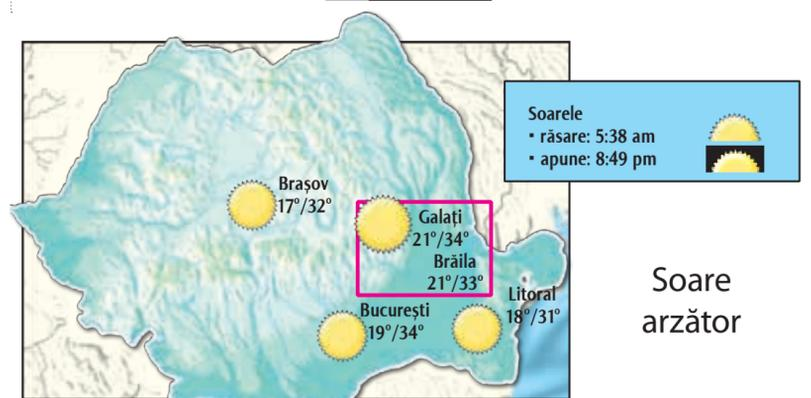 Soarele
▪ răsare: 5:38 am
▪ apune: 8:49 pm
Brașov
17°/32°
Galați
21°/34°
Brăila
21°/33°
Litoral
18°/31°
București
19°/34°
Soare
arzător